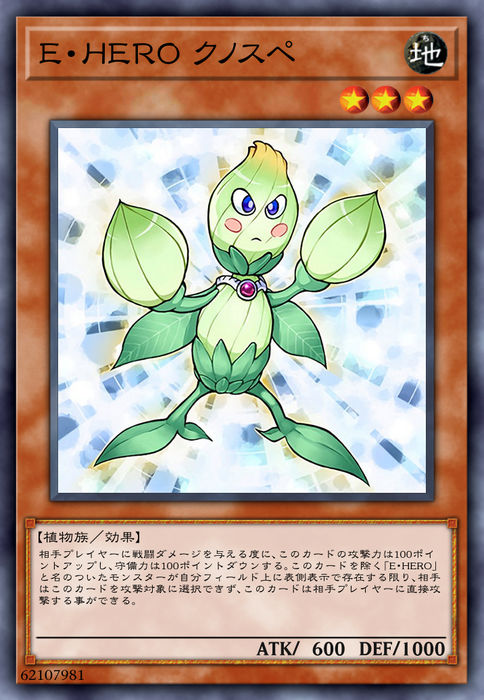 E・HERO クノスペ
ち
地
【植物族／効果】
相手プレイヤーに戦闘ダメージを与える度に、このカードの攻撃力は100ポイ
ントアップし、守備力は100ポイントダウンする。このカードを除く「E・HERO」
と名のついたモンスターが自分フィールド上に表側表示で存在する限り、相手
はこのカードを攻撃対象に選択できず、このカードは相手プレイヤーに直接攻
撃する事ができる。
ATK/ 600 DEF/1000
62107981